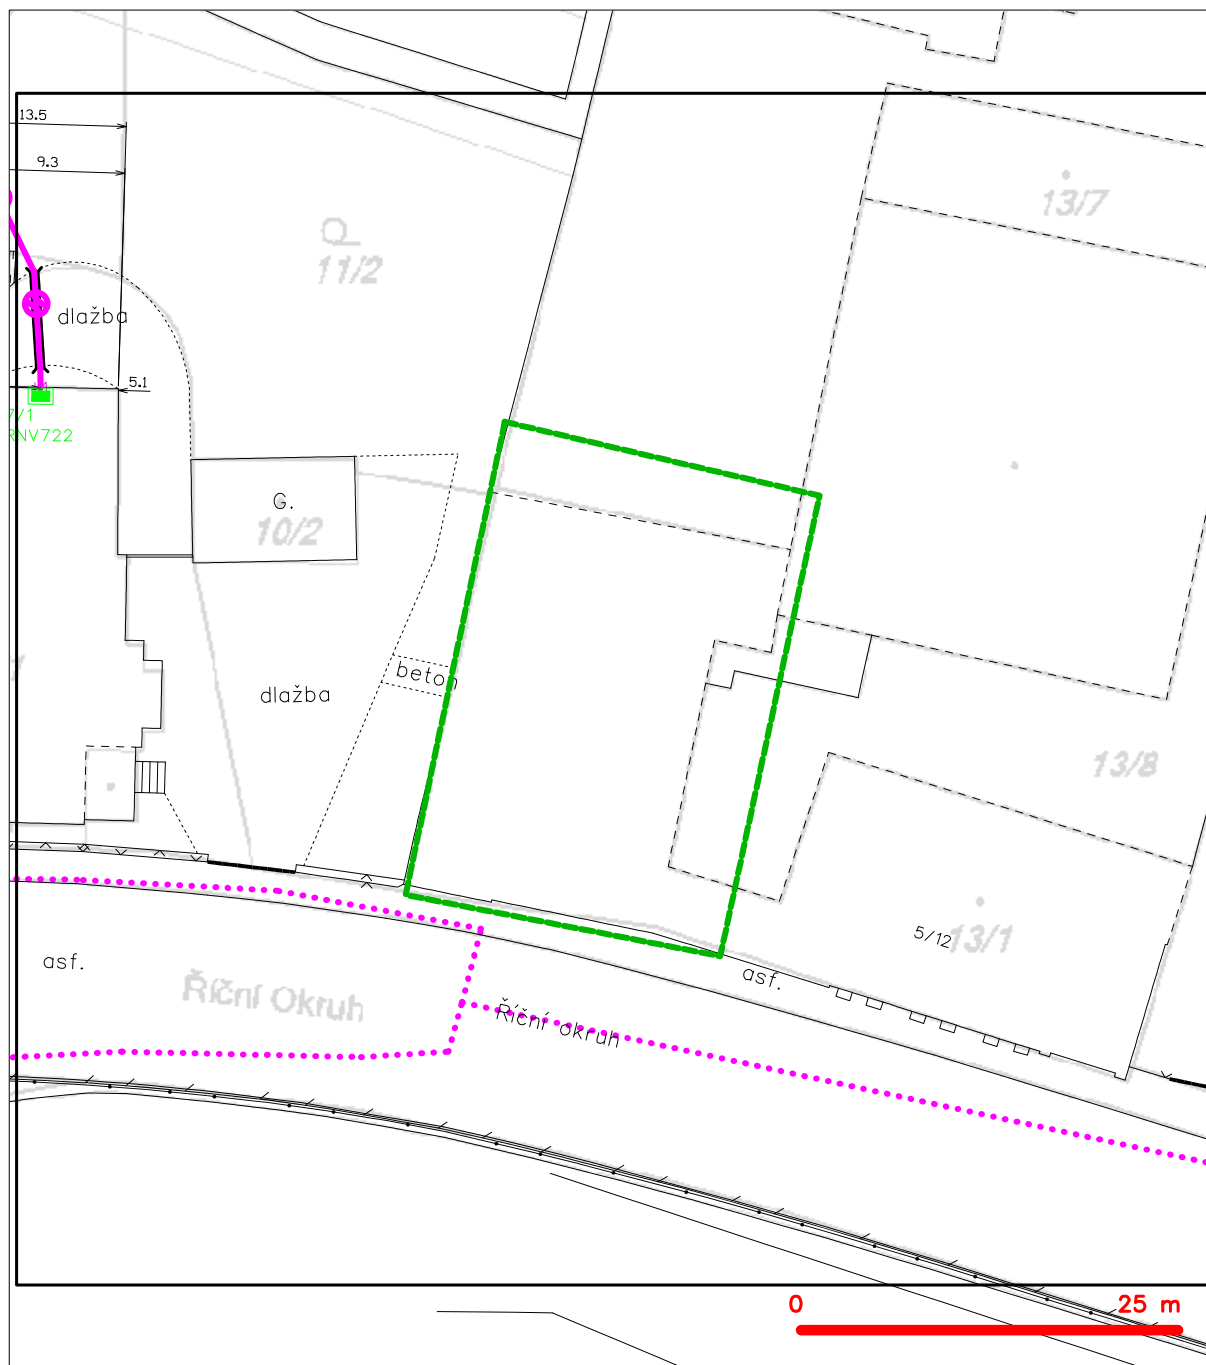 13.5
9.3
13/7
11/2
dlažba
5.1
7/1
RNV722
G.
10/2
beton
dlažba
13/8
5/12
13/1
asf.
asf.
Říční Okruh
Říční okruh
0
25 m